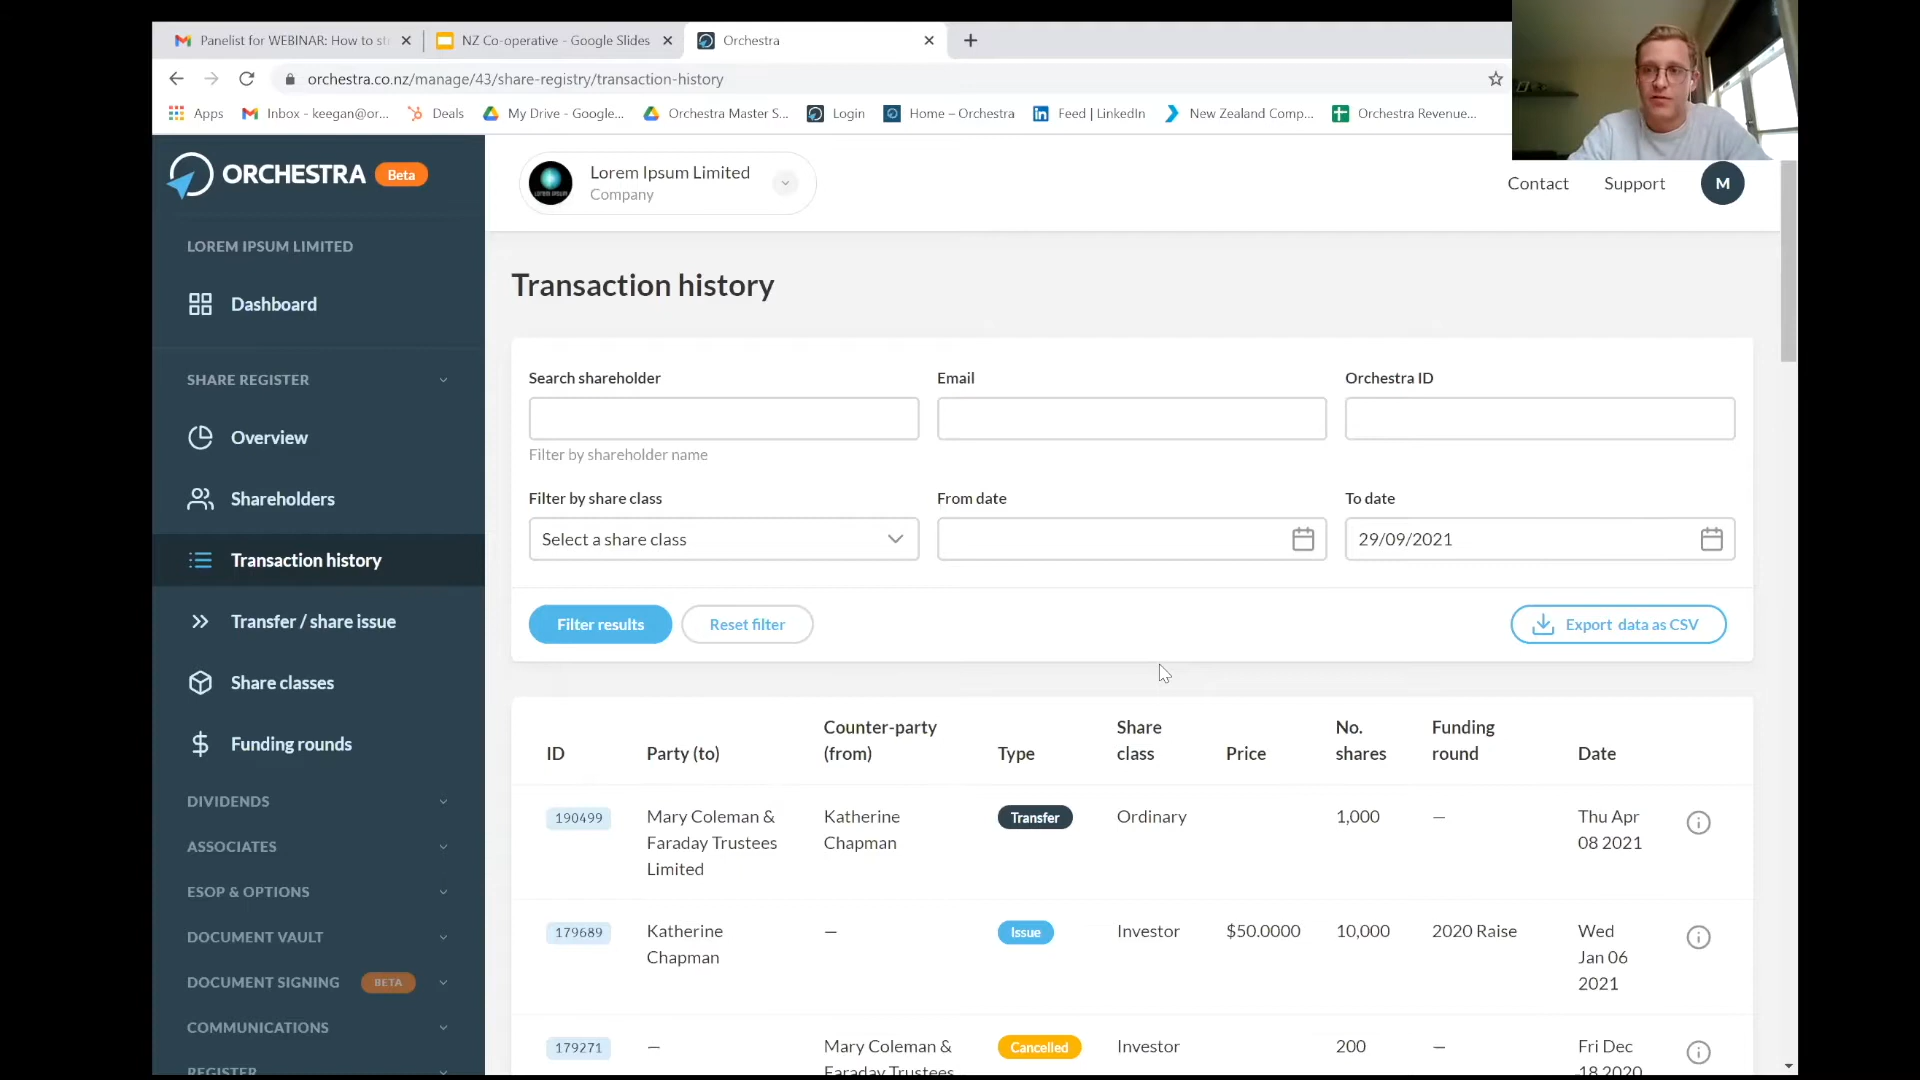 Panelist for WEBINAR: How to st
NZ Co-operative - Google Slides
Orchestra
orchestra.co.nz/manage/43/share-registry/transaction-history
Apps
Inbox - keegan@or...
Deals
My Drive - Google...
Orchestra Master S...
Login
Home – Orchestra
Feed | LinkedIn
New Zealand Comp...
Orchestra Revenue...
ORCHESTRA Beta
Lorem Ipsum Limited
Company
Contact
Support
M
LOREM IPSUM LIMITED
Dashboard
SHARE REGISTER
Overview
Shareholders
Transaction history
Transfer / share issue
Share classes
Funding rounds
DIVIDENDS
ASSOCIATES
ESOP & OPTIONS
DOCUMENT VAULT
DOCUMENT SIGNING BETA
COMMUNICATIONS
REGISTER
Transaction history
Search shareholder
Email
Orchestra ID
Filter by shareholder name
Filter by share class
From date
To date
Select a share class
29/09/2021
Filter results
Reset filter
Export data as CSV
ID
Party (to)
Counter-party
(from)
Type
Share
class
Price
No.
shares
Funding
round
Date
190499
Mary Coleman &
Faraday Trustees
Limited
Katherine
Chapman
Transfer
Ordinary
1,000
—
Thu Apr
08 2021
179689
Katherine
Chapman
—
Issue
Investor
$50.0000
10,000
2020 Raise
Wed
Jan 06
2021
179271
—
Mary Coleman &
Faraday Trustees
Cancelled
Investor
200
—
Fri Dec
18 2020